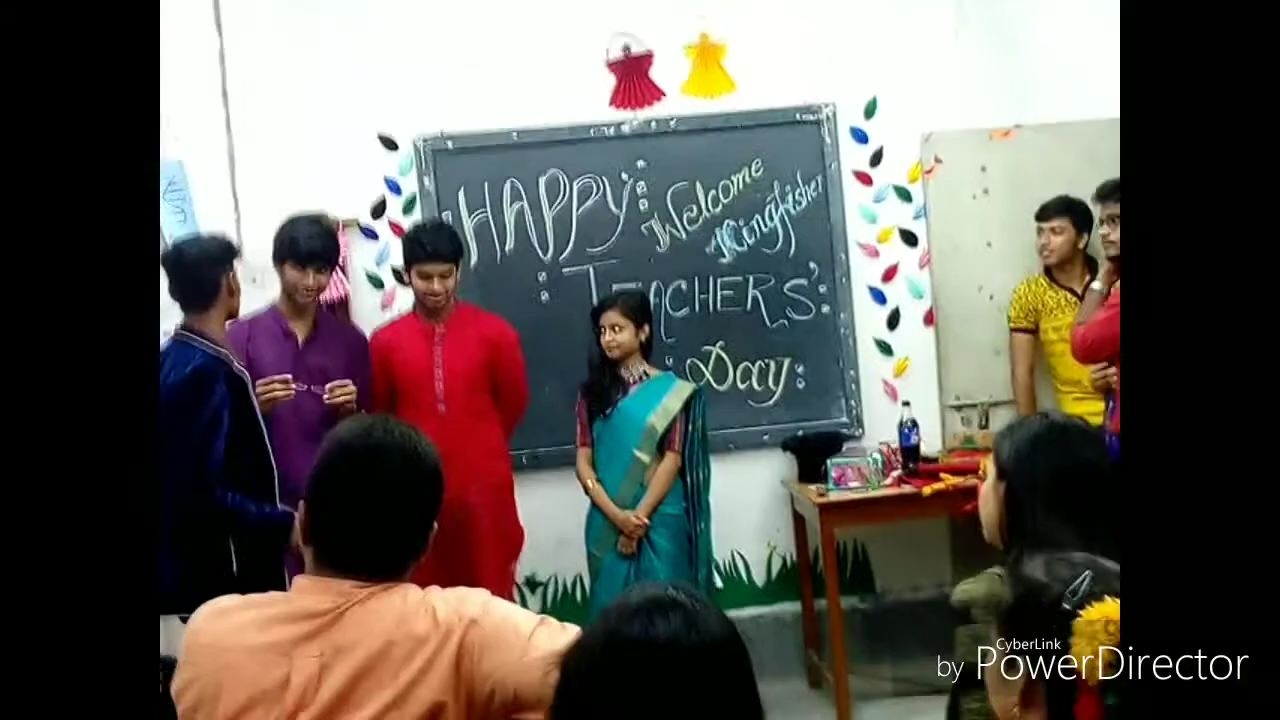 HAPPY
Welcome
Kingfisher
TEACHERS'
Day
CyberLink
by PowerDirector